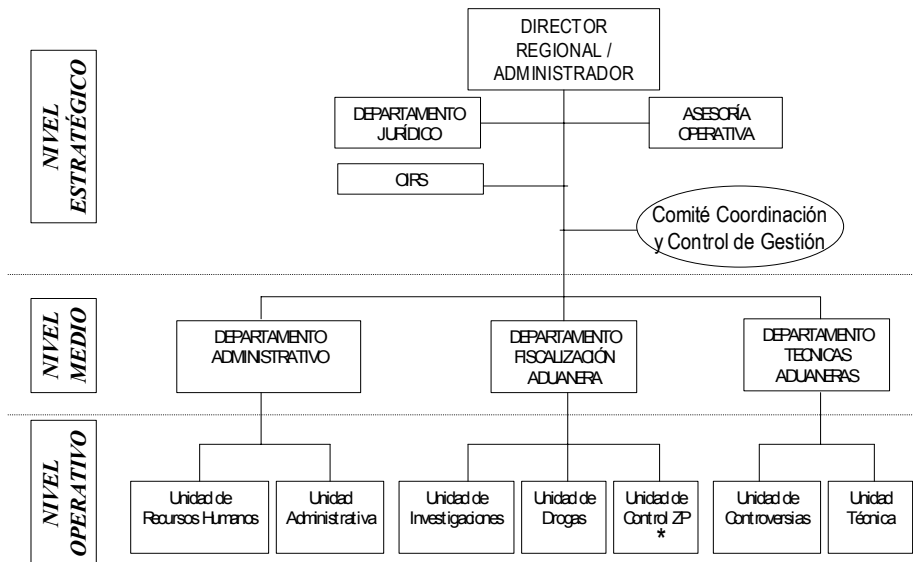 DIRECTOR
REGIONAL /
ADMINISTRADOR
NIVEL
ESTRATÉGICO
DEPARTAMENTO
JURÍDICO
ASESORÍA
OPERATIVA
OIRS
Comité Coordinación
y Control de Gestión
NIVEL
MEDIO
DEPARTAMENTO
ADMINISTRATIVO
DEPARTAMENTO
FISCALIZACIÓN
ADUANERA
DEPARTAMENTO
TECNICAS
ADUANERAS
NIVEL
OPERATIVO
Unidad de
Recursos Humanos
Unidad
Administrativa
Unidad de
Investigaciones
Unidad de
Drogas
Unidad de
Control ZP
*
Unidad de
Controversias
Unidad
Técnica